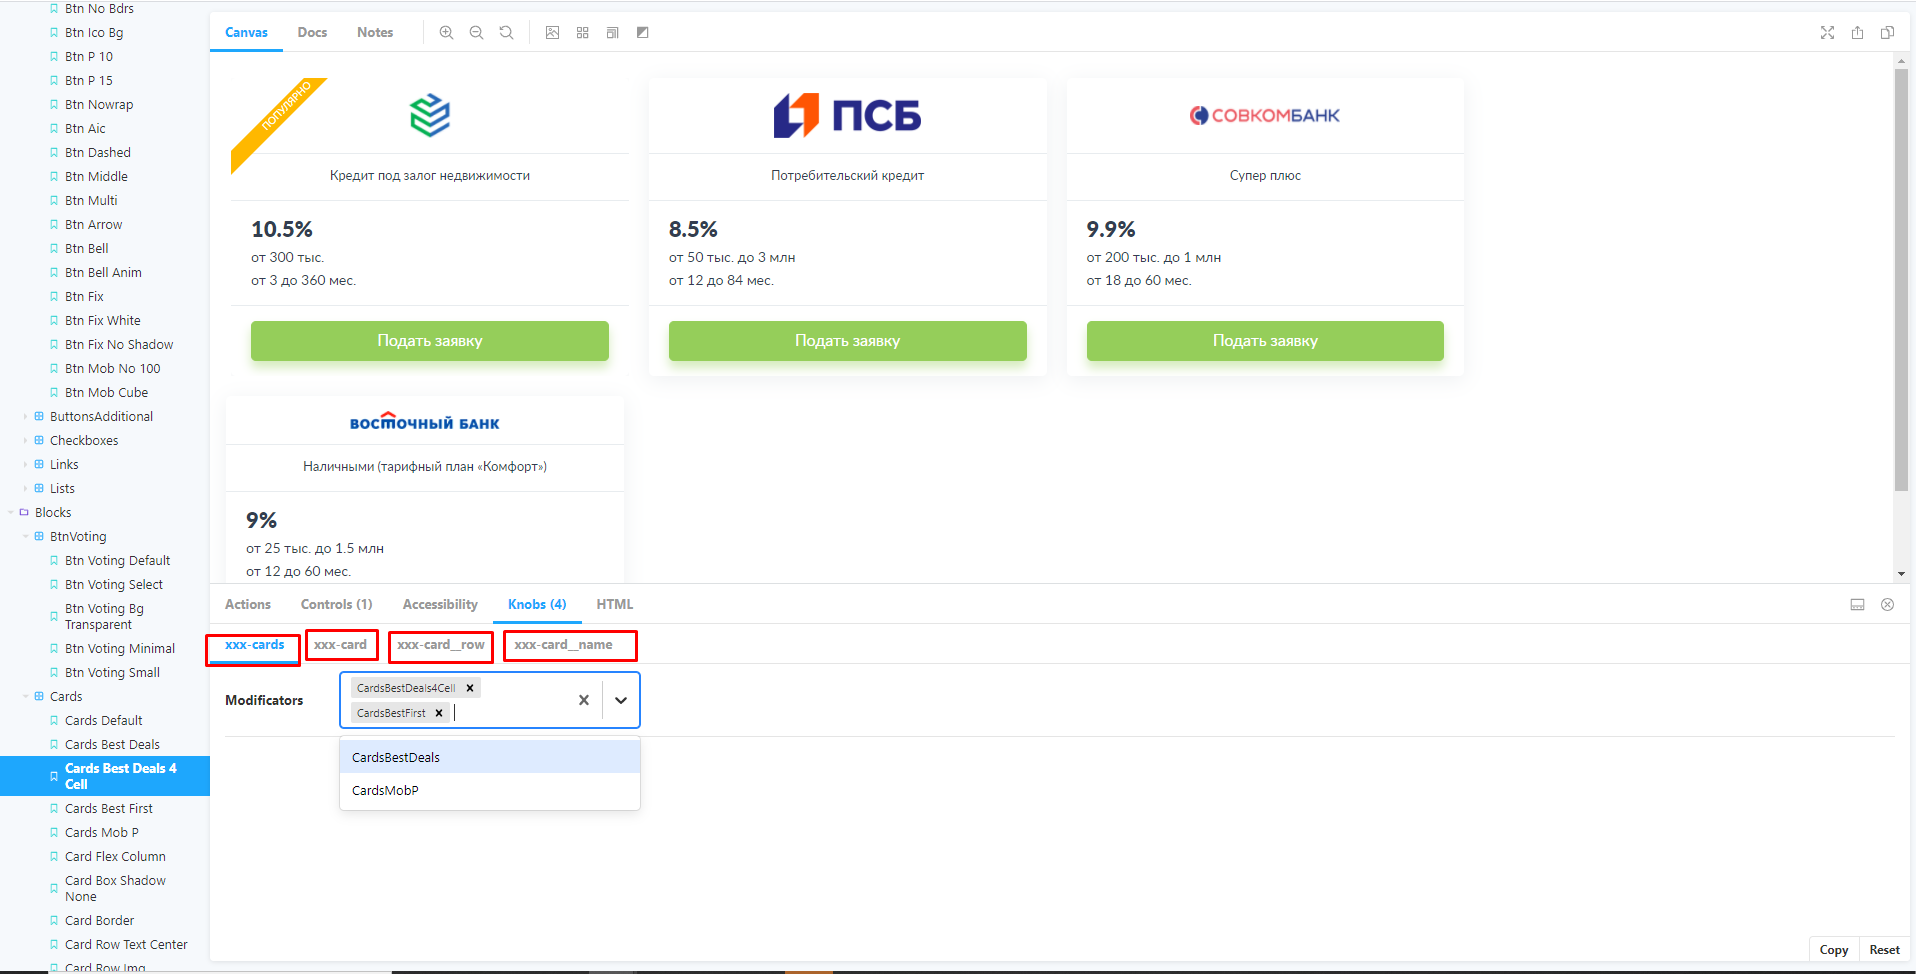 Btn No Bdrs
Btn Ico Bg
Btn P 10
Btn P 15
Btn Nowrap
Btn Aic
Btn Dashed
Btn Middle
Btn Multi
Btn Arrow
Btn Bell
Btn Bell Anim
Btn Fix
Btn Fix White
Btn Fix No Shadow
Btn Mob No 100
Btn Mob Cube
ButtonsAdditional
Checkboxes
Links
Lists
Blocks
BtnVoting
Btn Voting Default
Btn Voting Select
Btn Voting Bg
Transparent
Btn Voting Minimal
Btn Voting Small
Cards
Cards Default
Cards Best Deals
Cards Best Deals 4
Cell
Cards Best First
Cards Mob P
Card Flex Column
Card Box Shadow
None
Card Border
Card Row Text Center
Card Row Img
Canvas Docs Notes
ПОПУЛЯРНО
Кредит под залог недвижимости
10.5%
от 300 тыс.
от 3 до 360 мес.
Подать заявку
ПСБ
Потребительский кредит
8.5%
от 50 тыс. до 3 млн
от 12 до 84 мес.
Подать заявку
СОВКОМБАНК
Супер плюс
9.9%
от 200 тыс. до 1 млн
от 18 до 60 мес.
Подать заявку
ВОСТОЧНЫЙ БАНК
Наличными (тарифный план «Комфорт»)
9%
от 25 тыс. до 1.5 млн
от 12 до 60 мес.
Actions Controls (1) Accessibility Knobs (4) HTML
xxx-cards xxx-card xxx-card__row xxx-card__name
Modificators
CardsBestDeals4Cell
CardsBestFirst
CardsBestDeals
CardsMobP
Copy Reset